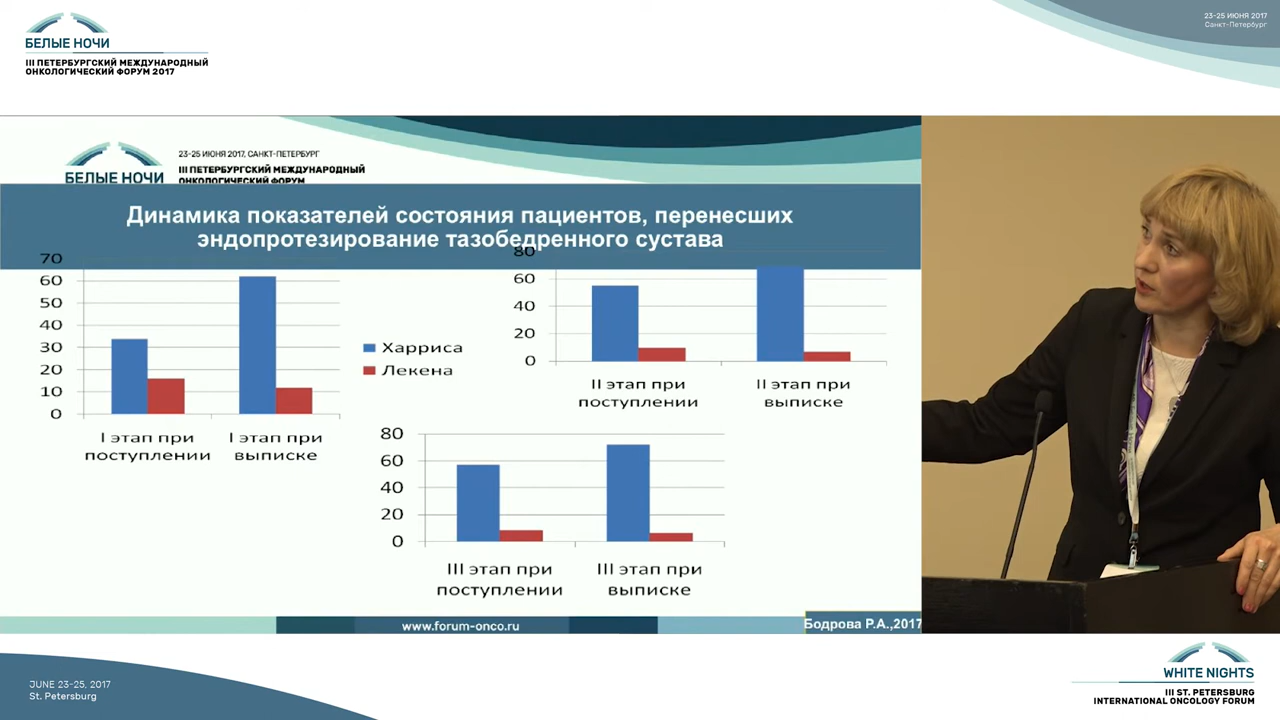 БЕЛЫЕ НОЧИ
III ПЕТЕРБУРГСКИЙ МЕЖДУНАРОДНЫЙ
ОНКОЛОГИЧЕСКИЙ ФОРУМ 2017
23-25 ИЮНЯ 2017
Санкт-Петербург
БЕЛЫЕ НОЧИ
23-25 ИЮНЯ 2017, САНКТ-ПЕТЕРБУРГ
III ПЕТЕРБУРГСКИЙ МЕЖДУНАРОДНЫЙ
ОНКОЛОГИЧЕСКИЙ ФОРУМ
Динамика показателей состояния пациентов, перенесших
эндопротезирование тазобедренного сустава
70
60
50
40
30
20
10
0
I этап при
поступлении
I этап при
выписке
Харриса
Лекена
80
60
40
20
0
II этап при
поступлении
II этап при
выписке
80
60
40
20
0
III этап при
поступлении
III этап при
выписке
www.forum-onco.ru
Бодрова Р.А.,2017
JUNE 23-25, 2017
St. Petersburg
WHITE NIGHTS
III ST. PETERSBURG
INTERNATIONAL ONCOLOGY FORUM